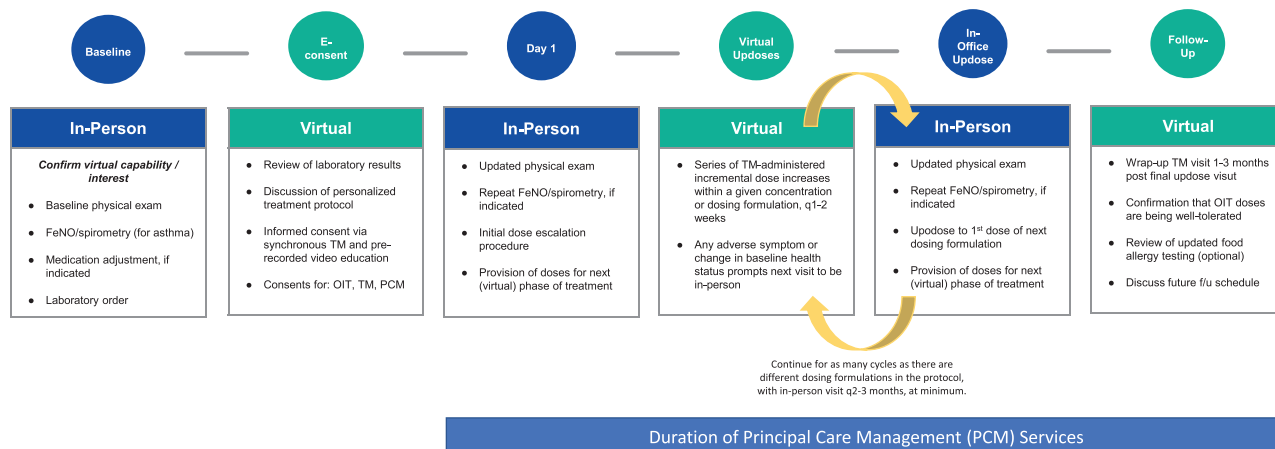 Baseline
E-
consent
Day 1
Virtual
Updoses
In-
Office
Updose
Follow-
Up
In-Person
Confirm virtual capability /
interest
● Baseline physical exam
● FeNO/spirometry (for asthma)
● Medication adjustment, if
indicated
● Laboratory order
Virtual
● Review of laboratory results
● Discussion of personalized
treatment protocol
● Informed consent via
synchronous TM and pre-
recorded video education
● Consents for: OIT, TM, PCM
In-Person
● Updated physical exam
● Repeat FeNO/spirometry, if
indicated
● Initial dose escalation
procedure
● Provision of doses for next
(virtual) phase of treatment
Virtual
● Series of TM-administered
incremental dose increases
within a given concentration
or dosing formulation, q1-2
weeks
● Any adverse symptom or
change in baseline health
status prompts next visit to be
in-person
In-Person
● Updated physical exam
● Repeat FeNO/spirometry, if
indicated
● Upodose to 1st dose of next
dosing formulation
● Provision of doses for next
(virtual) phase of treatment
Virtual
● Wrap-up TM visit 1-3 months
post final updose visut
● Confirmation that OIT doses
are being well-tolerated
● Review of updated food
allergy testing (optional)
● Discuss future f/u schedule
Continue for as many cycles as there are
different dosing formulations in the protocol,
with in-person visit q2-3 months, at minimum.
Duration of Principal Care Management (PCM) Services